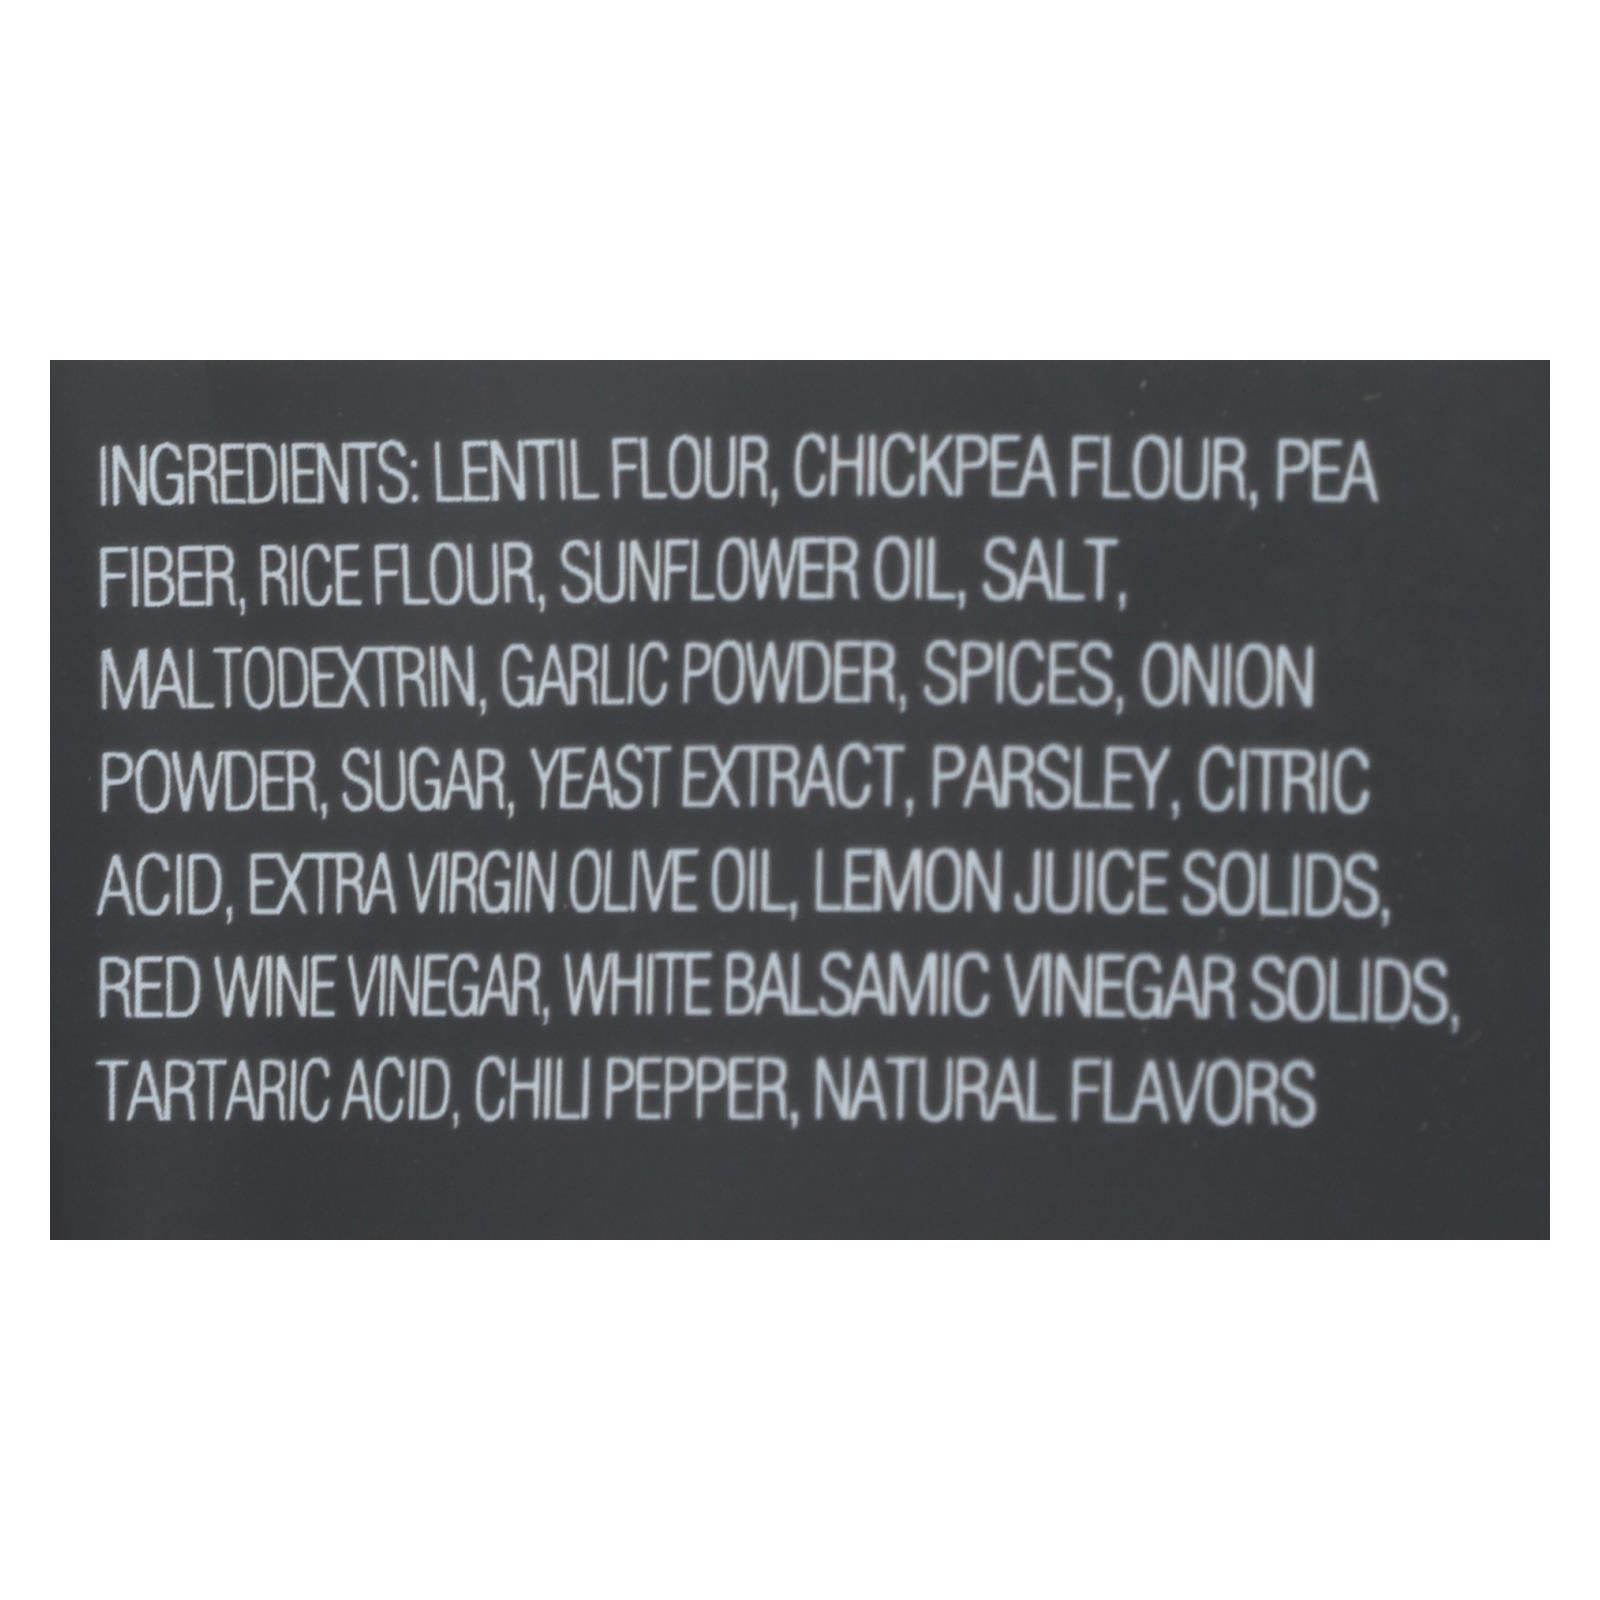 INGREDIENTS: LENTIL FLOUR, CHICKPEA FLOUR, PEA
FIBER, RICE FLOUR, SUNFLOWER OIL, SALT,
MALTODEXTRIN, GARLIC POWDER, SPICES, ONION
POWDER, SUGAR, YEAST EXTRACT, PARSLEY, CITRIC
ACID, EXTRA VIRGIN OLIVE OIL, LEMON JUICE SOLIDS,
RED WINE VINEGAR, WHITE BALSAMIC VINEGAR SOLIDS,
TARTARIC ACID, CHILI PEPPER, NATURAL FLAVORS